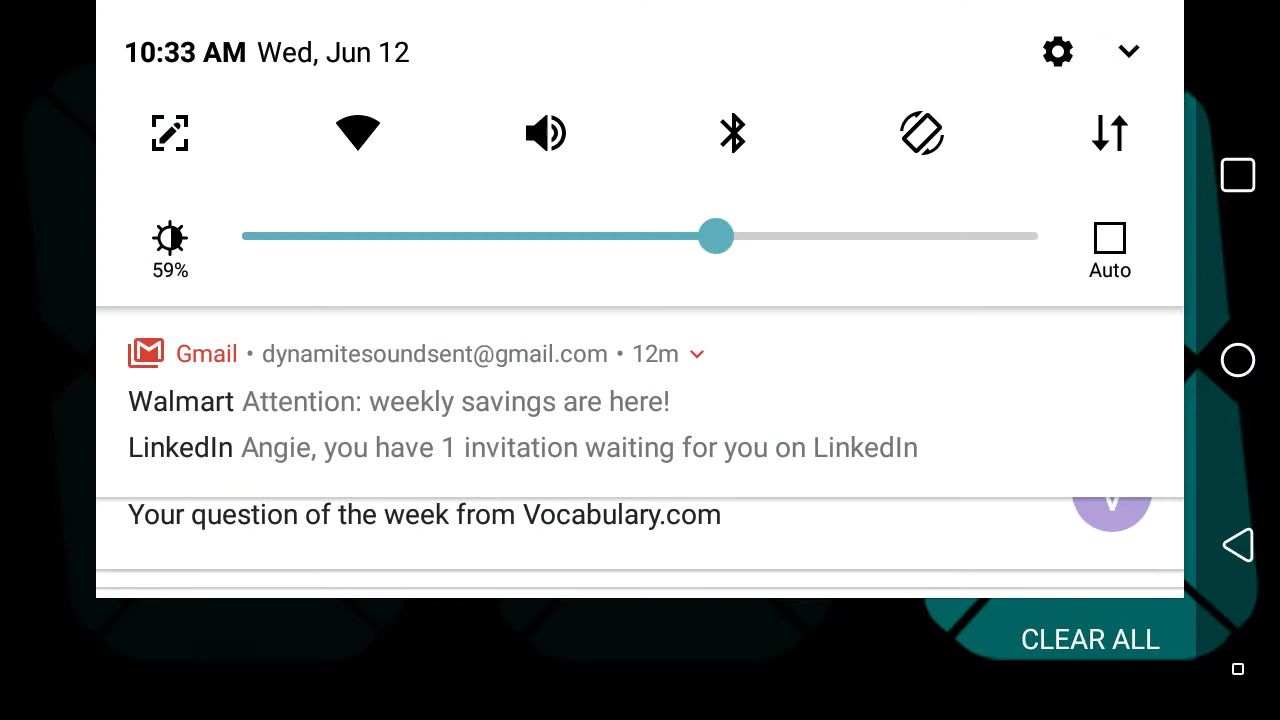 10:33 AM Wed, Jun 12
59%
Auto
Gmail • dynamitesoundsent@gmail.com • 12m
Walmart Attention: weekly savings are here!
LinkedIn Angie, you have 1 invitation waiting for you on LinkedIn
Your question of the week from Vocabulary.com
V
CLEAR ALL